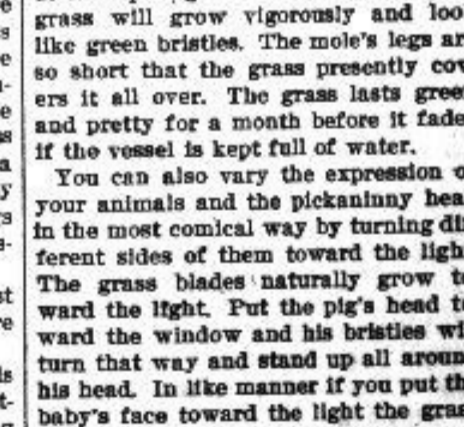 grass will grow vigorously and loo
like green bristles. The mole's legs ar
so short that the grass presently cov
ers it all over. The grass lasts gree
and pretty for a month before it fade
if the vessel is kept full of water.
You can also vary the expression o
your animals and the pickaninny hea
in the most comical way by turning dif
ferent sides of them toward the ligh
The grass blades naturally grow t
ward the light. Put the pig's head t
ward the window and his bristles wi
turn that way and stand up all aroun
his head. In like manner if you put th
baby's face toward the light the gras